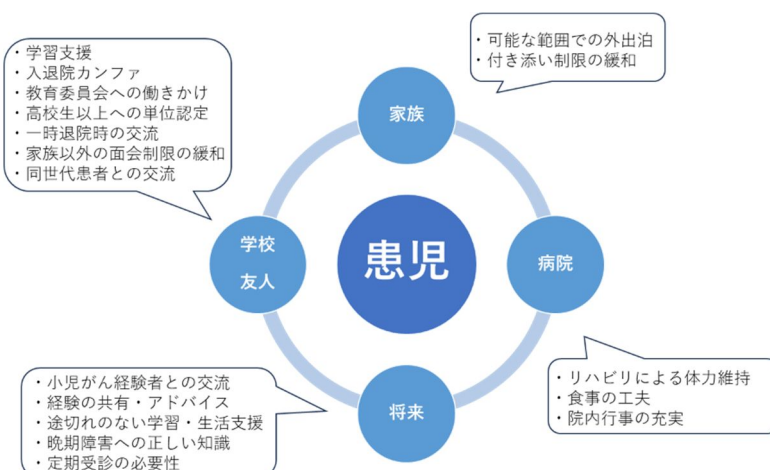 ・可能な範囲での外出泊
・付き添い制限の緩和
・学習支援
・入退院カンファ
・教育委員会への働きかけ
・高校生以上への単位認定
・一時退院時の交流
・家族以外の面会制限の緩和
・同世代患者との交流
家族
学校
友人
患児
病院
将来
・小児がん経験者との交流
・経験の共有・アドバイス
・途切れのない学習・生活支援
・晩期障害への正しい知識
・定期受診の必要性
・リハビリによる体力維持
・食事の工夫
・院内行事の充実